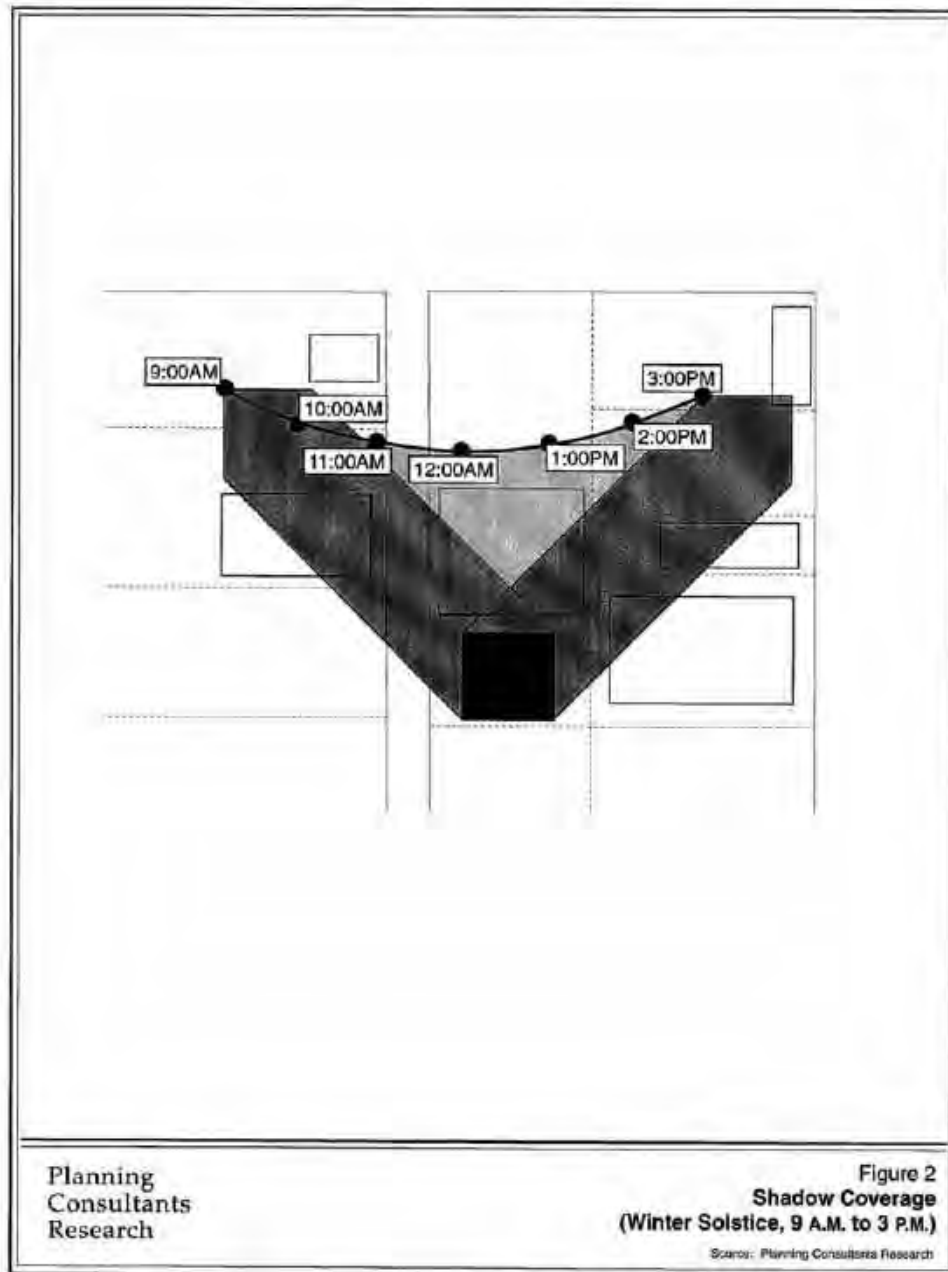 9:00AM
10:00AM
11:00AM
12:00AM
1:00PM
2:00PM
3:00PM
Planning
Consultants
Research
Figure 2
Shadow Coverage
(Winter Solstice, 9 A.M. to 3 P.M.)
Source: Planning Consultants Research